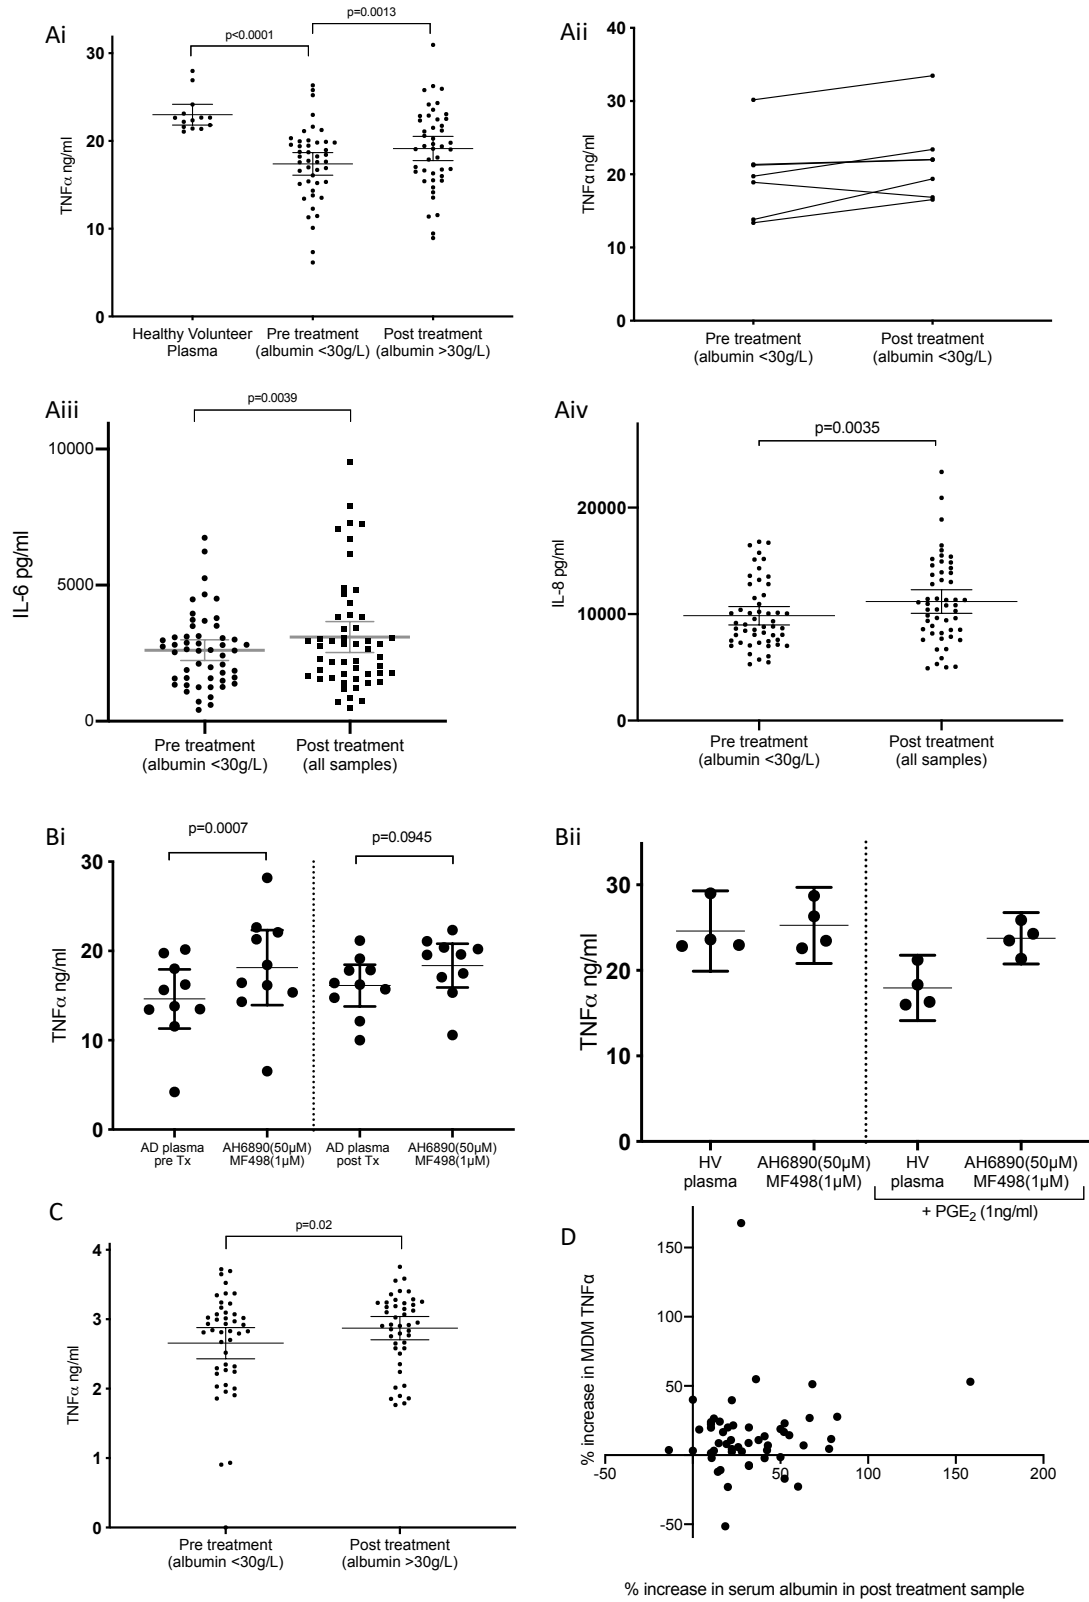 Ai
p<0.0001
p=0.0013
TNFα ng/ml
30
20
10
0
Healthy Volunteer
Plasma
Pre treatment
(albumin <30g/L)
Post treatment
(albumin >30g/L)
Aii
TNFα ng/ml
40
30
20
10
0
Pre treatment
(albumin <30g/L)
Post treatment
(albumin >30g/L)
Aiii
p=0.0039
IL-6 pg/ml
10000
5000
0
Pre treatment
(albumin <30g/L)
Post treatment
(all samples)
Aiv
p=0.0035
IL-8 pg/ml
20000
10000
0
Pre treatment
(albumin <30g/L)
Post treatment
(all samples)
Bi
p=0.0007
p=0.0945
TNFα ng/ml
30
20
10
0
AD plasma
pre Tx
AH6890(50µM)
MF498(1µM)
AD plasma
post Tx
AH6890(50µM)
MF498(1µM)
Bii
TNFα ng/ml
30
20
10
0
HV
plasma
AH6890(50µM)
MF498(1µM)
HV
plasma
AH6890(50µM)
MF498(1µM)
+ PGE₂ (1ng/ml)
C
p=0.02
TNFα ng/ml
4
3
2
1
0
Pre treatment
(albumin <30g/L)
Post treatment
(albumin >30g/L)
D
% increase in MDM TNFα
150
100
50
-50
50
100
150
200
-50
% increase in serum albumin in post treatment sample